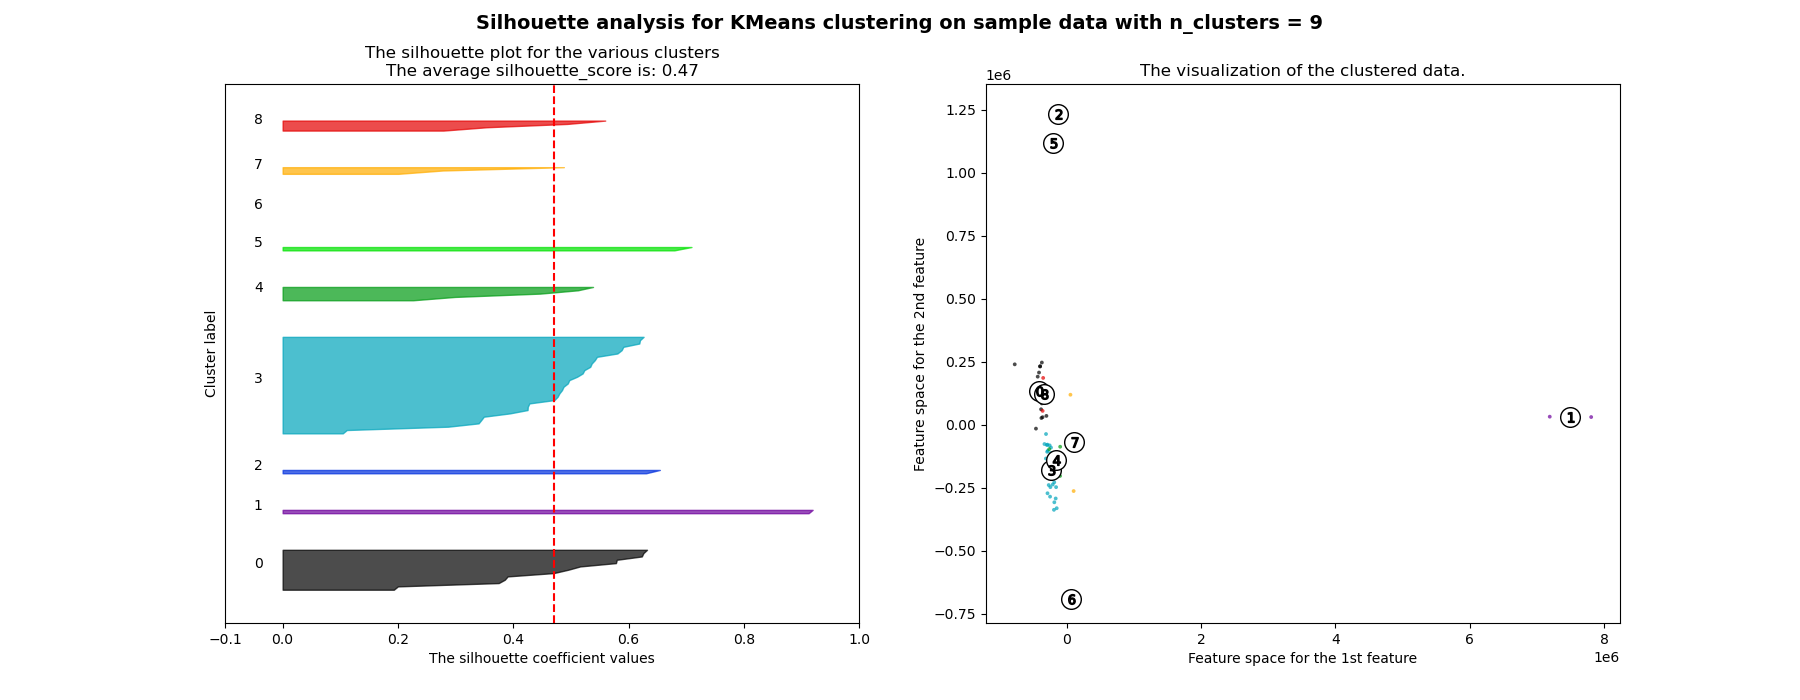 Silhouette analysis for KMeans clustering on sample data with n_clusters = 9
The silhouette plot for the various clusters
The average silhouette_score is: 0.47
8
7
6
5
4
3
2
1
0
Cluster label
−0.1 0.0 0.2 0.4 0.6 0.8 1.0
The silhouette coefficient values
The visualization of the clustered data.
1e6
1.25
1.00
0.75
0.50
0.25
0.00
−0.25
−0.50
−0.75
Feature space for the 2nd feature
2
5
0 8
1
7
4
3
6
0 2 4 6 8
1e6
Feature space for the 1st feature